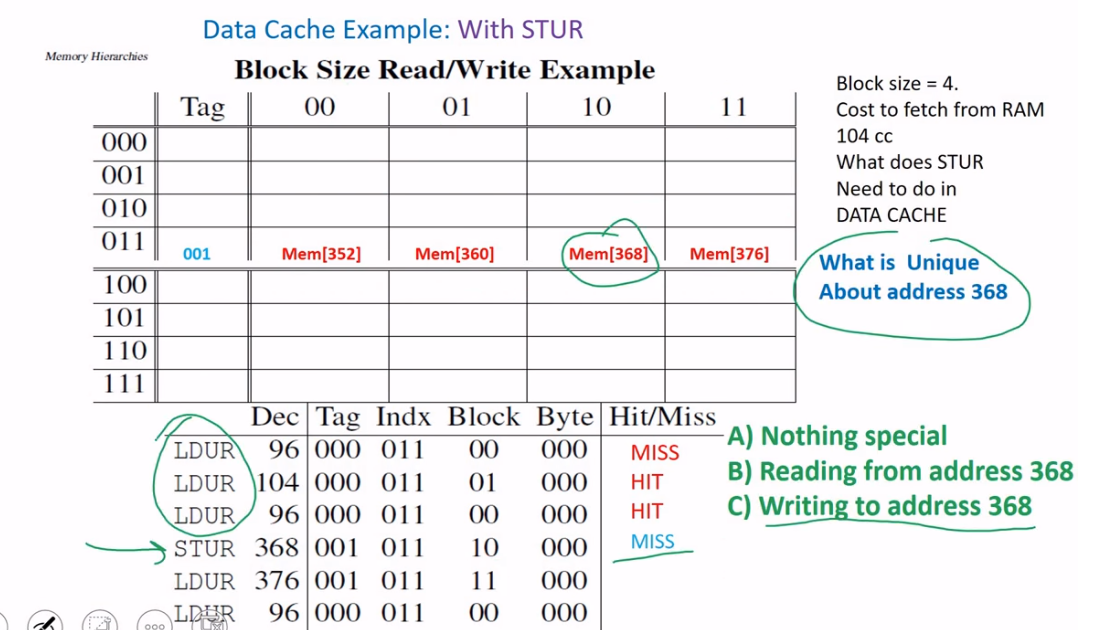 Data Cache Example: With STUR
Memory Hierarchies
Block Size Read/Write Example
Tag 00 01 10 11
000
001
010
011 001 Mem[352] Mem[360] Mem[368] Mem[376]
100
101
110
111
Block size = 4.
Cost to fetch from RAM
104 cc
What does STUR
Need to do in
DATA CACHE
What is Unique
About address 368
Dec Tag Indx Block Byte Hit/Miss
LDUR 96 000 011 00 000 MISS
LDUR 104 000 011 01 000 HIT
LDUR 96 000 011 00 000 HIT
STUR 368 001 011 10 000 MISS
LDUR 376 001 011 11 000
LDUR 96 000 011 00 000
A) Nothing special
B) Reading from address 368
C) Writing to address 368